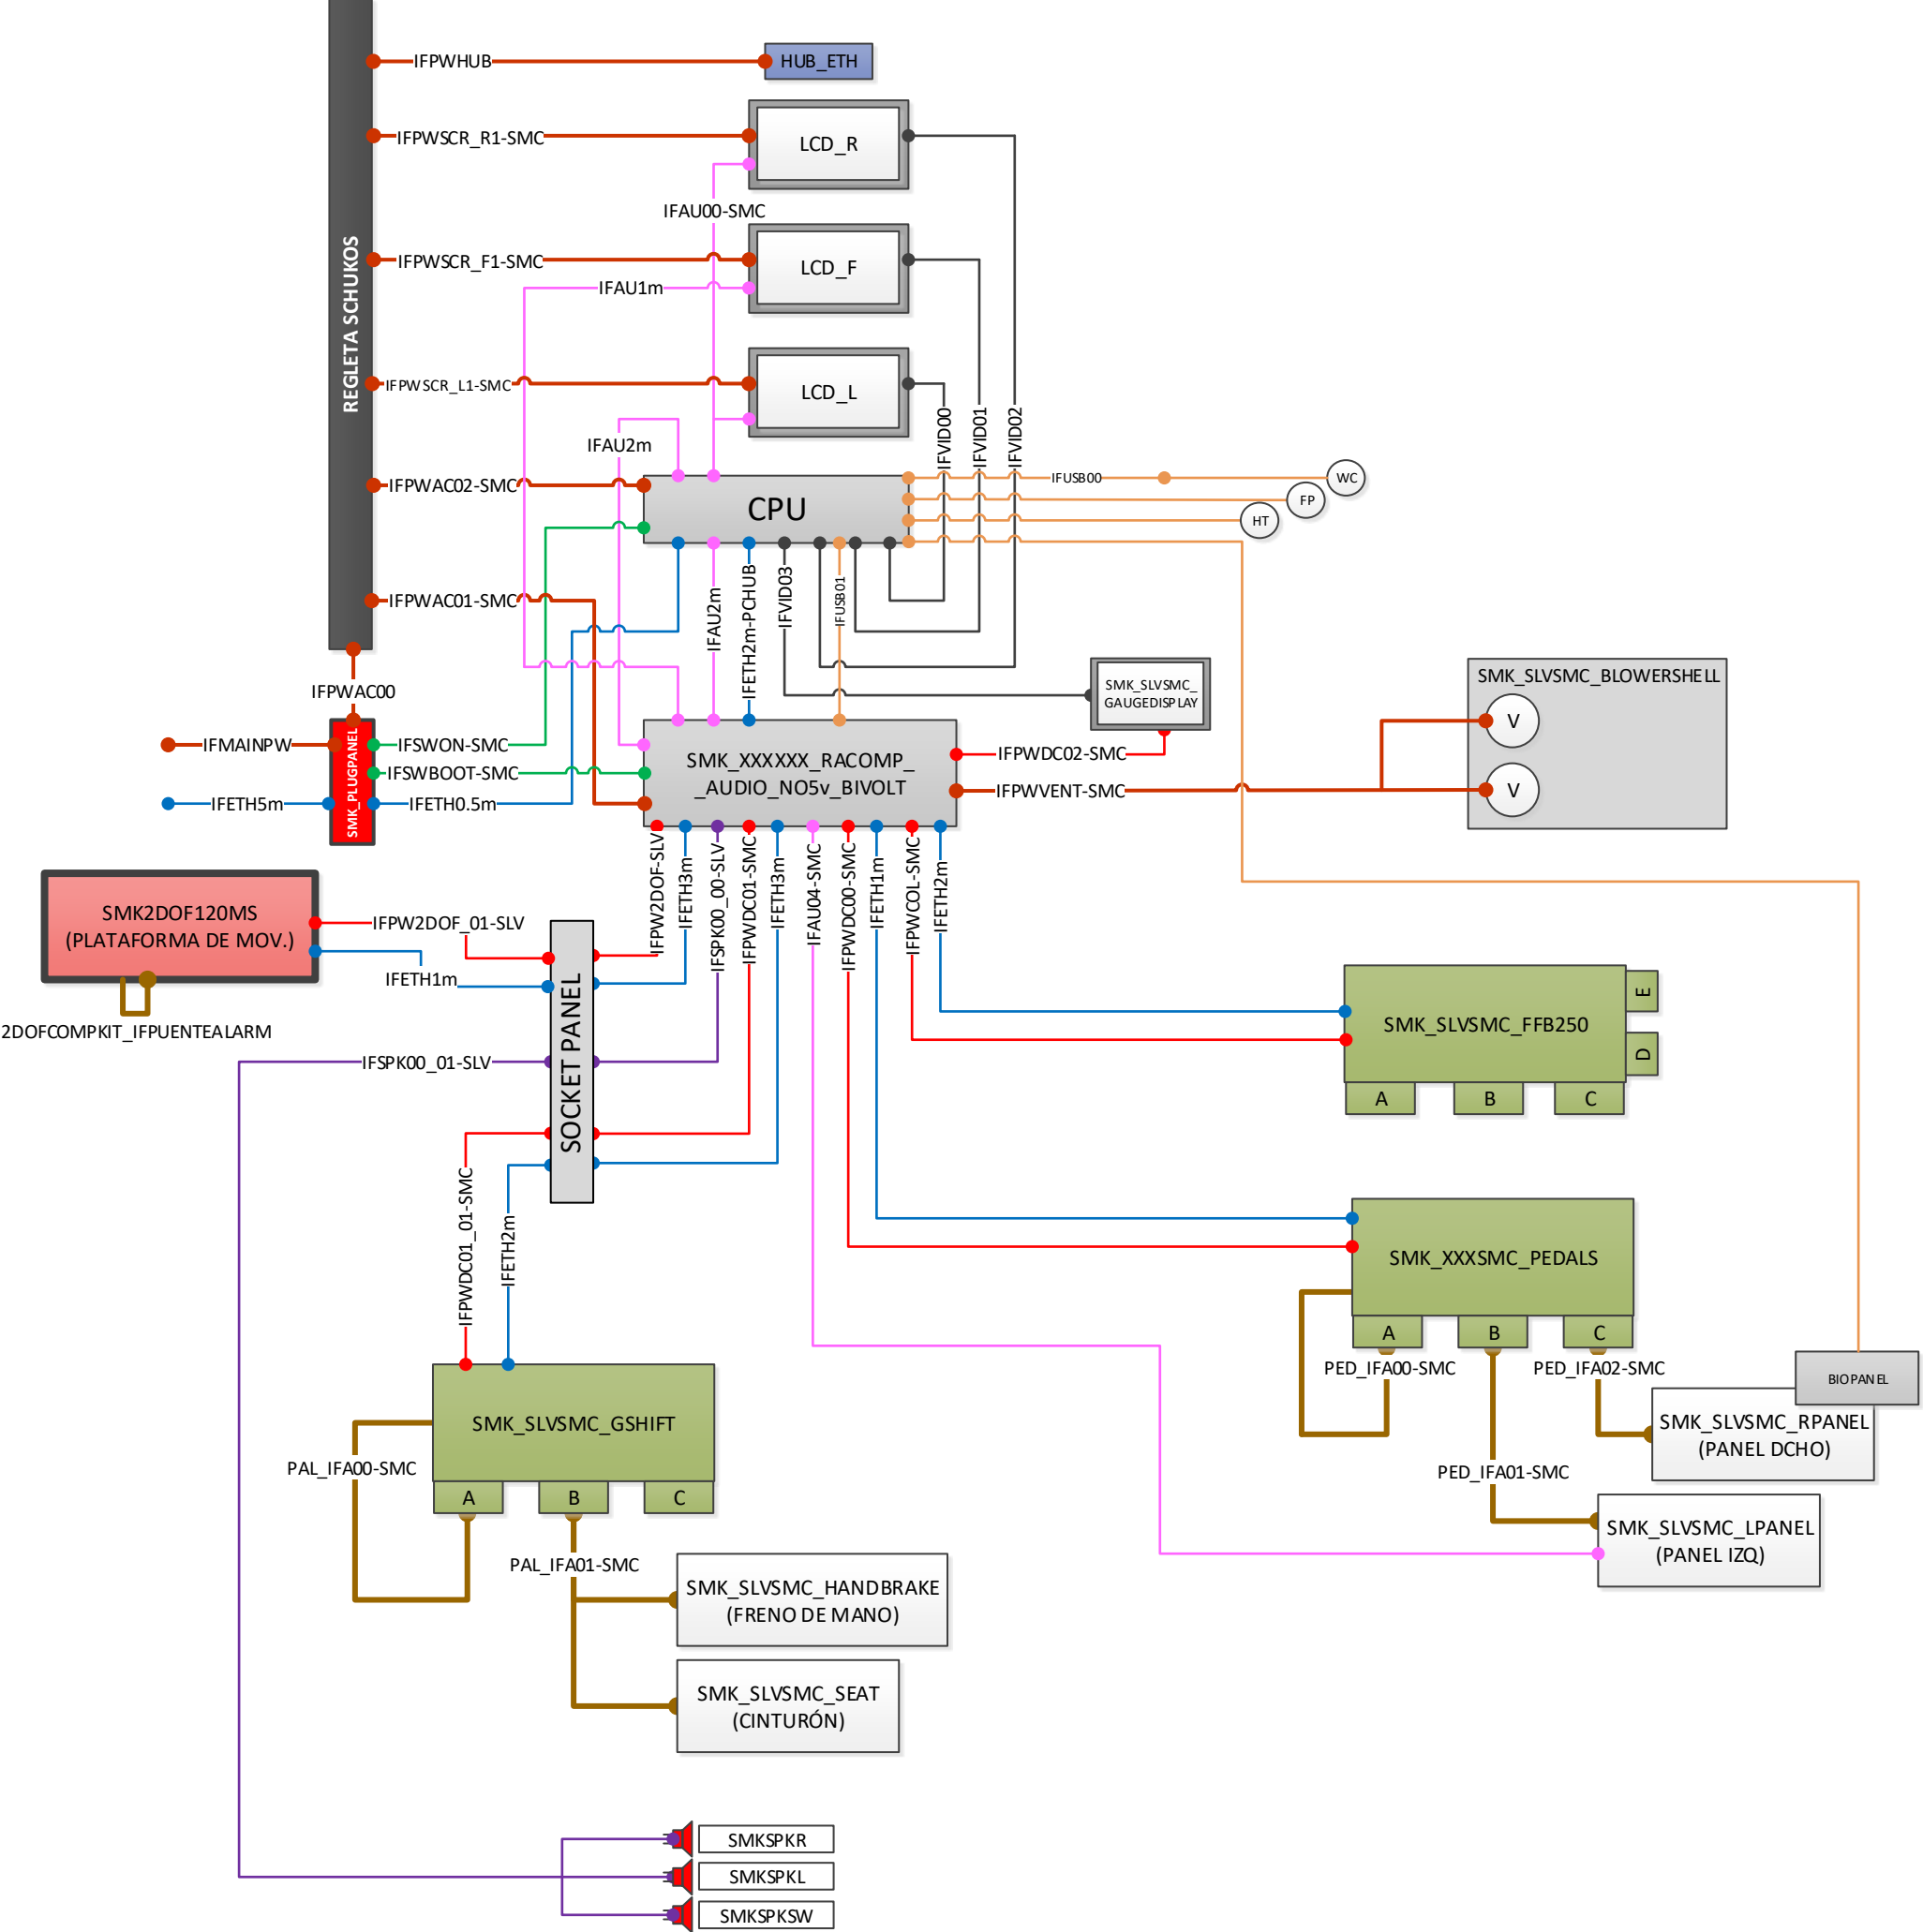 IFPWHUB
HUB_ETH
IFPWSCR_R1-SMC
LCD_R
IFAU00-SMC
REGLETA SCHUKOS
IFPWSCR_F1-SMC
LCD_F
IFAU1m
IFPWSCR_L1-SMC
LCD_L
IFVID00
IFVID01
IFVID02
IFAU2m
IFPWAC02-SMC
CPU
IFUSB00
WC
FP
HT
IFPWAC01-SMC
IFAU2m
IFETH2m-PCHUB
IFVID03
IFUSB01
IFPWAC00
SMK_SLVSMC_
GAUGEDISPLAY
SMK_SLVSMC_BLOWERSHELL
V
V
IFMAINPW
SMK_PLUGPANEL
IFSWON-SMC
IFSWBOOT-SMC
IFETH5m
IFETH0.5m
SMK_XXXXXX_RACOMP_
_AUDIO_NO5v_BIVOLT
IFPWDC02-SMC
IFPWVENT-SMC
IFPW2DOF-SLV
IFETH3m
IFSPK00_00-SLV
IFPWDC01-SMC
IFETH3m
IFAU04-SMC
IFPWDC00-SMC
IFETH1m
IFPWCOL-SMC
IFETH2m
SMK2DOF120MS
(PLATAFORMA DE MOV.)
IFPW2DOF_01-SLV
IFETH1m
2DOFCOMPKIT_IFPUENTEALARM
IFSPK00_01-SLV
SOCKET PANEL
SMK_SLVSMC_FFB250
E
D
A
B
C
IFPWDC01_01-SMC
IFETH2m
SMK_XXXSMC_PEDALS
A
B
C
PED_IFA00-SMC
PED_IFA02-SMC
BIOPANEL
SMK_SLVSMC_RPANEL
(PANEL DCHO)
PED_IFA01-SMC
SMK_SLVSMC_LPANEL
(PANEL IZQ)
SMK_SLVSMC_GSHIFT
PAL_IFA00-SMC
A
B
C
PAL_IFA01-SMC
SMK_SLVSMC_HANDBRAKE
(FRENO DE MANO)
SMK_SLVSMC_SEAT
(CINTURÓN)
SMKSPKR
SMKSPKL
SMKSPKSW